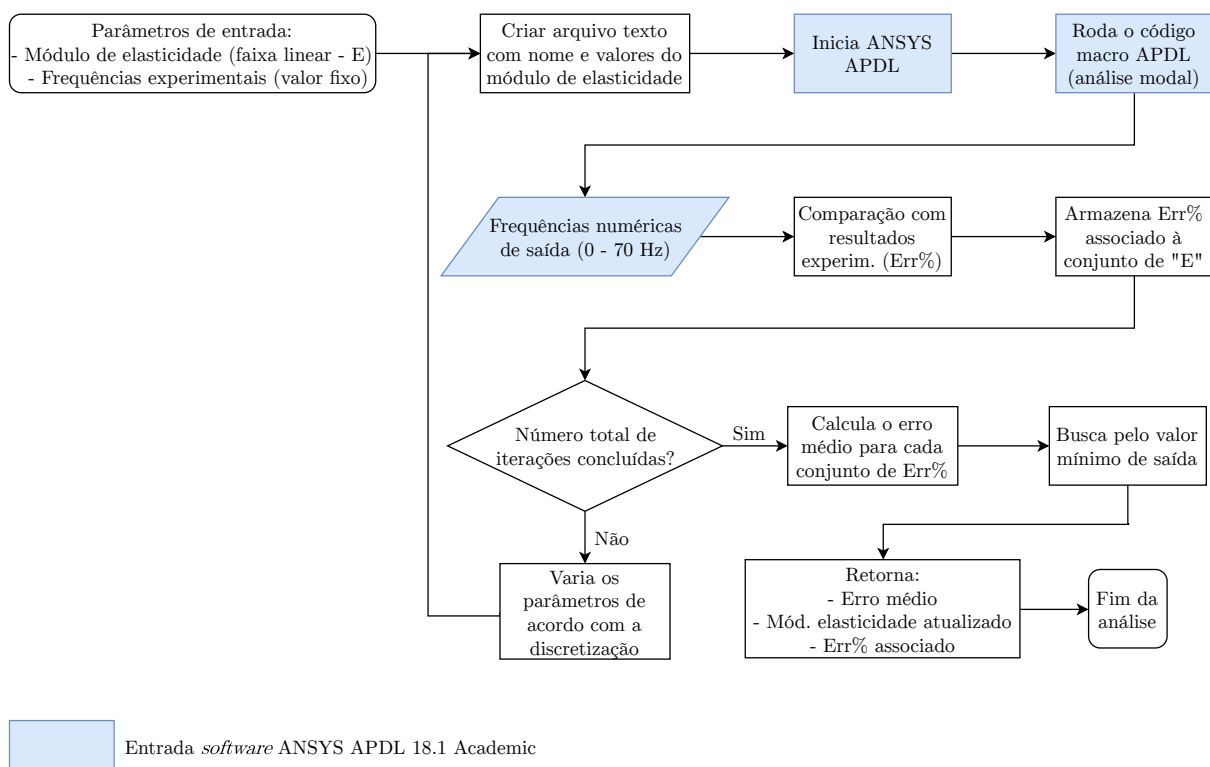 Parâmetros de entrada:
- Módulo de elasticidade (faixa linear - E)
- Frequências experimentais (valor fixo)
Criar arquivo texto
com nome e valores do
módulo de elasticidade
Inicia ANSYS
APDL
Roda o código
macro APDL
(análise modal)
Frequências numéricas
de saída (0 - 70 Hz)
Comparação com
resultados
experim. (Err%)
Armazena Err%
associado à
conjunto de "E"
Número total de
iterações concluídas?
Sim
Calcula o erro
médio para cada
conjunto de Err%
Busca pelo valor
mínimo de saída
Não
Varia os
parâmetros de
acordo com a
discretização
Retorna:
- Erro médio
- Mód. elasticidade atualizado
- Err% associado
Fim da
análise
Entrada software ANSYS APDL 18.1 Academic